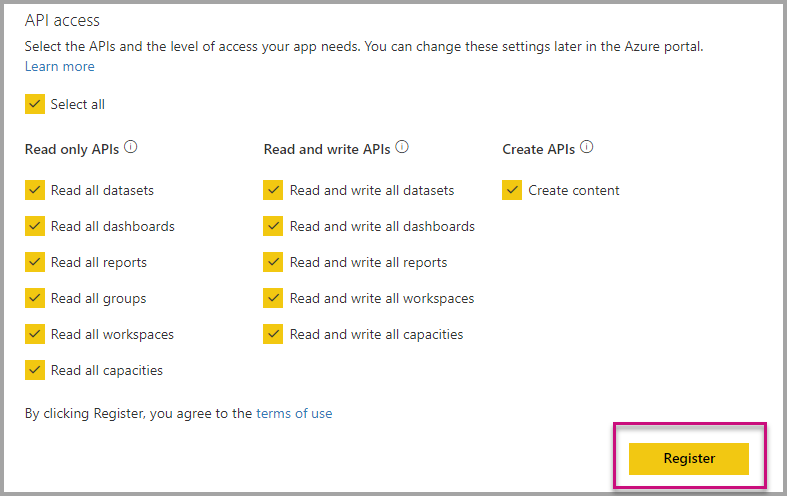 API access
Select the APIs and the level of access your app needs. You can change these settings later in the Azure portal.
Learn more
Select all
Read only APIs
Read all datasets
Read all dashboards
Read all reports
Read all groups
Read all workspaces
Read all capacities
Read and write APIs
Read and write all datasets
Read and write all dashboards
Read and write all reports
Read and write all workspaces
Read and write all capacities
Create APIs
Create content
By clicking Register, you agree to the terms of use
Register